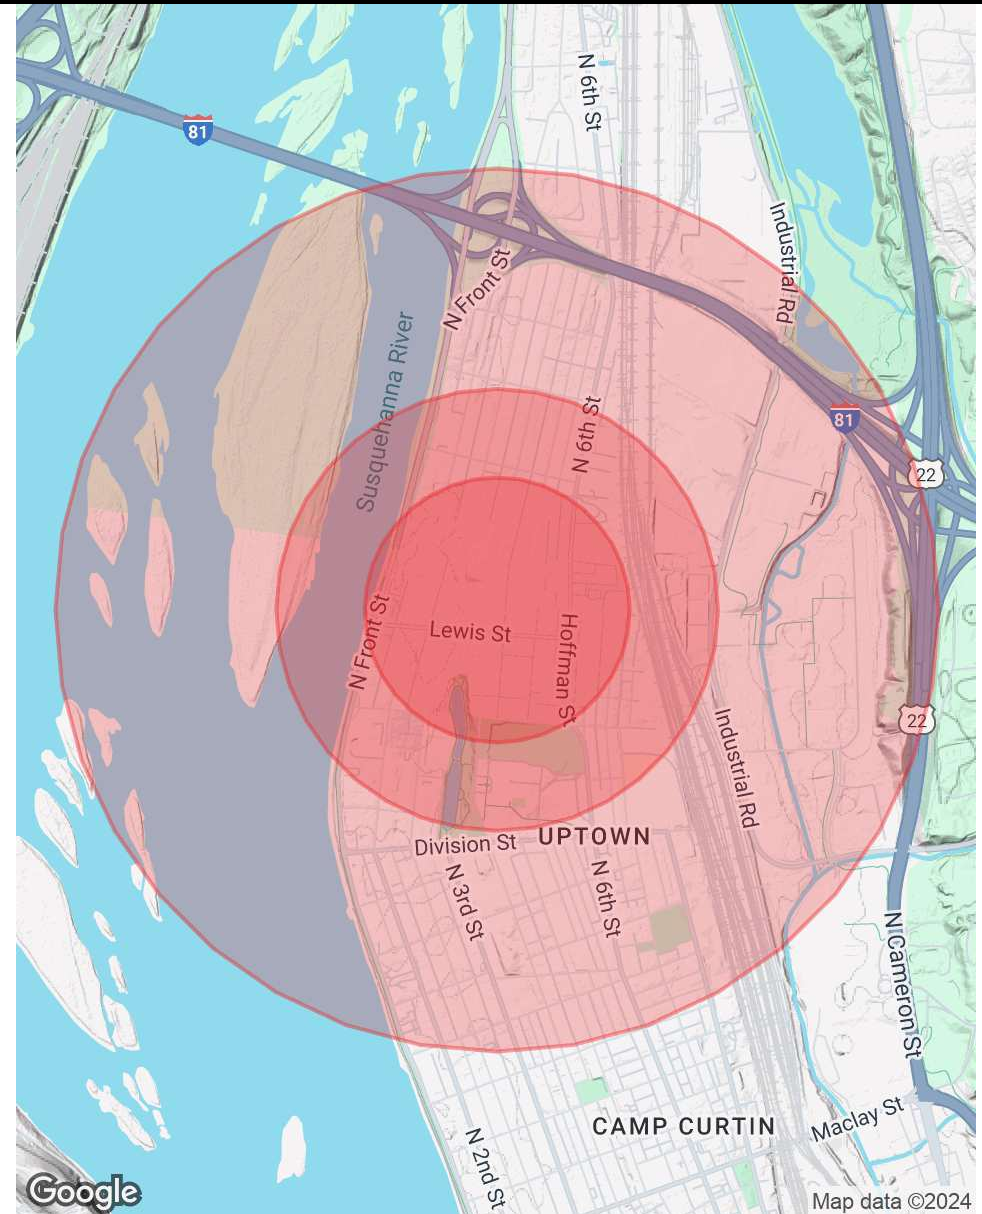 N 6th St
81
Industrial Rd
N Front St
Susquehanna River
N 6th St
81
22
N Front St
Lewis St
Hoffman St
22
Industrial Rd
Division St
UPTOWN
N 3rd St
N 6th St
N Cameron St
CAMP CURTIN
Maclay St
N 2nd St
Google
Map data ©2024